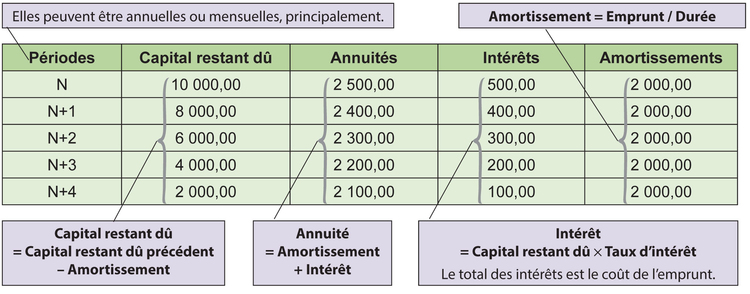 Elles peuvent être annuelles ou mensuelles, principalement.
Amortissement = Emprunt / Durée
Périodes Capital restant dû Annuités Intérêts Amortissements
N 10 000,00 2 500,00 500,00 2 000,00
N+1 8 000,00 2 400,00 400,00 2 000,00
N+2 6 000,00 2 300,00 300,00 2 000,00
N+3 4 000,00 2 200,00 200,00 2 000,00
N+4 2 000,00 2 100,00 100,00 2 000,00
Capital restant dû
= Capital restant dû précédent
– Amortissement
Annuité
= Amortissement
+ Intérêt
Intérêt
= Capital restant dû × Taux d’intérêt
Le total des intérêts est le coût de l’emprunt.